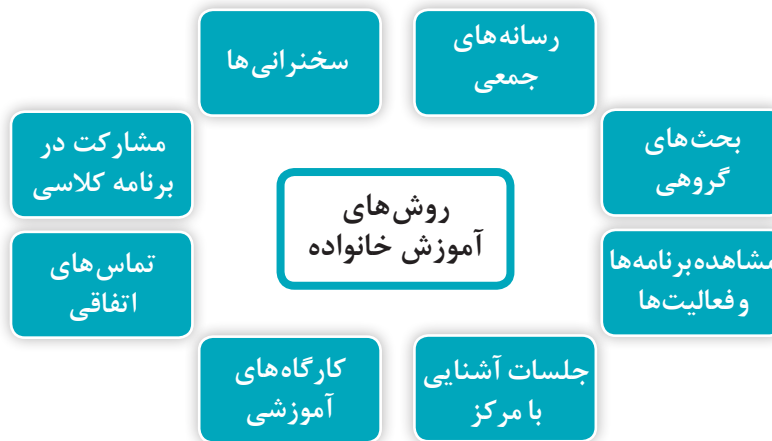 رسانه‌های
جمعی
سخنرانی‌ها
بحث‌های
گروهی
مشارکت در
برنامه کلاسی
روش‌های
آموزش خانواده
مشاهده برنامه‌ها
و فعالیت‌ها
تماس‌های
اتفاقی
جلسات آشنایی
با مرکز
کارگاه‌های
آموزشی